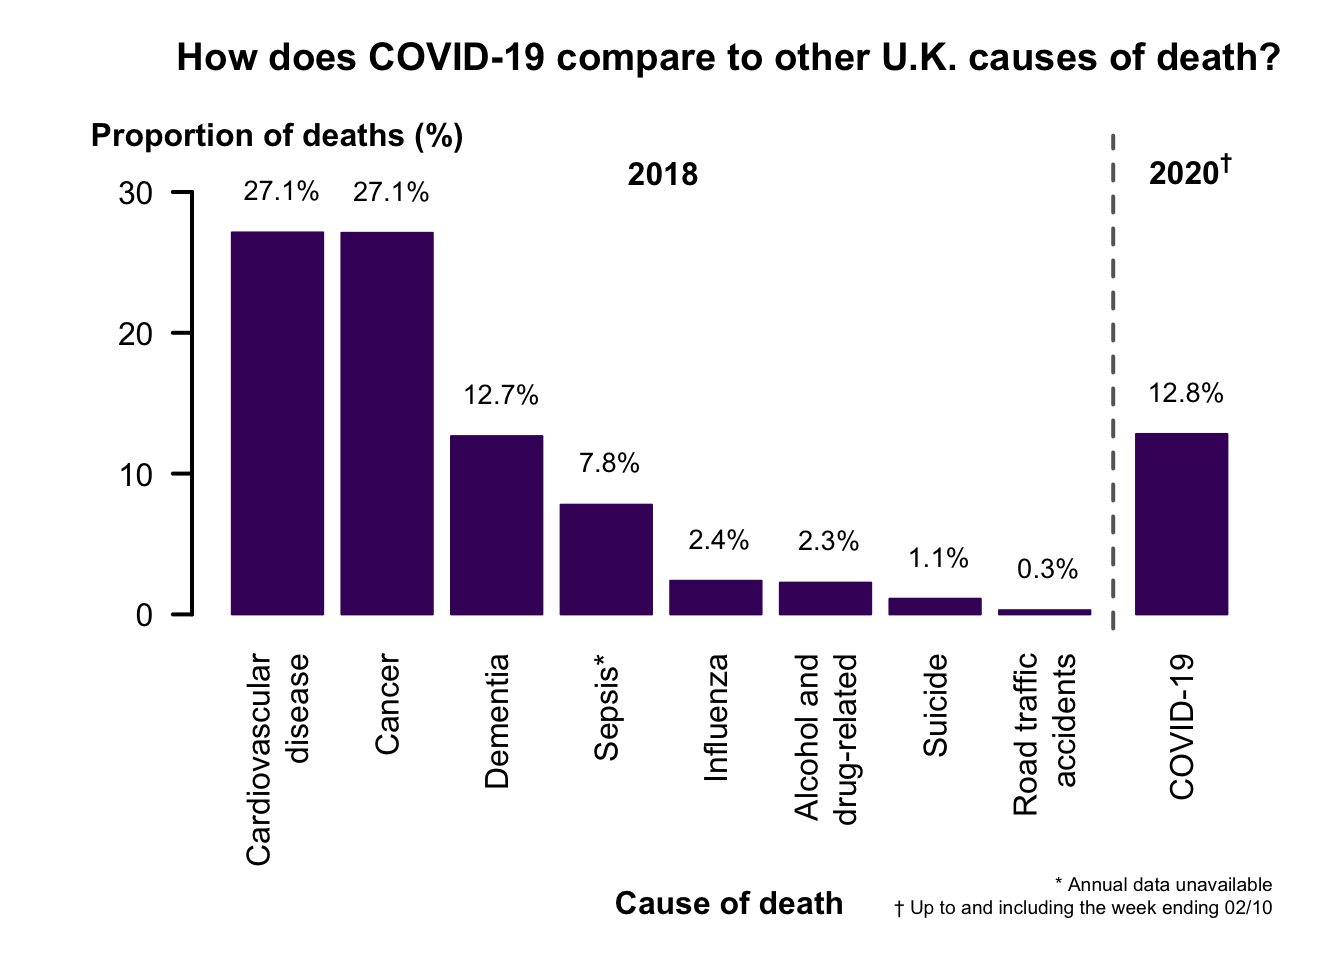 How does COVID-19 compare to other U.K. causes of death?
Proportion of deaths (%)
2018
2020†
30
20
10
0
27.1%
27.1%
12.7%
7.8%
2.4%
2.3%
1.1%
0.3%
12.8%
Cardiovascular
disease
Cancer
Dementia
Sepsis*
Influenza
Alcohol and
drug-related
Suicide
Road traffic
accidents
COVID-19
Cause of death
* Annual data unavailable
† Up to and including the week ending 02/10